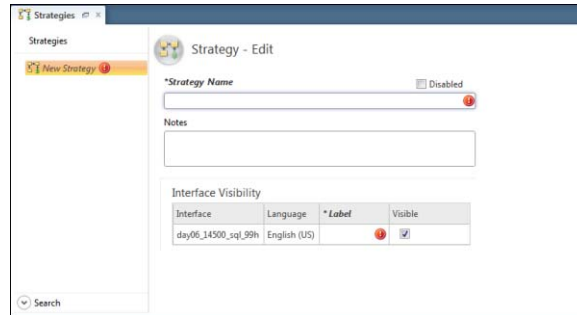 Strategies
Strategies
New Strategy
Strategy - Edit
*Strategy Name
Disabled
Notes
Interface Visibility
Interface Language * Label Visible
day06_14500_sql_99h English (US)
Search